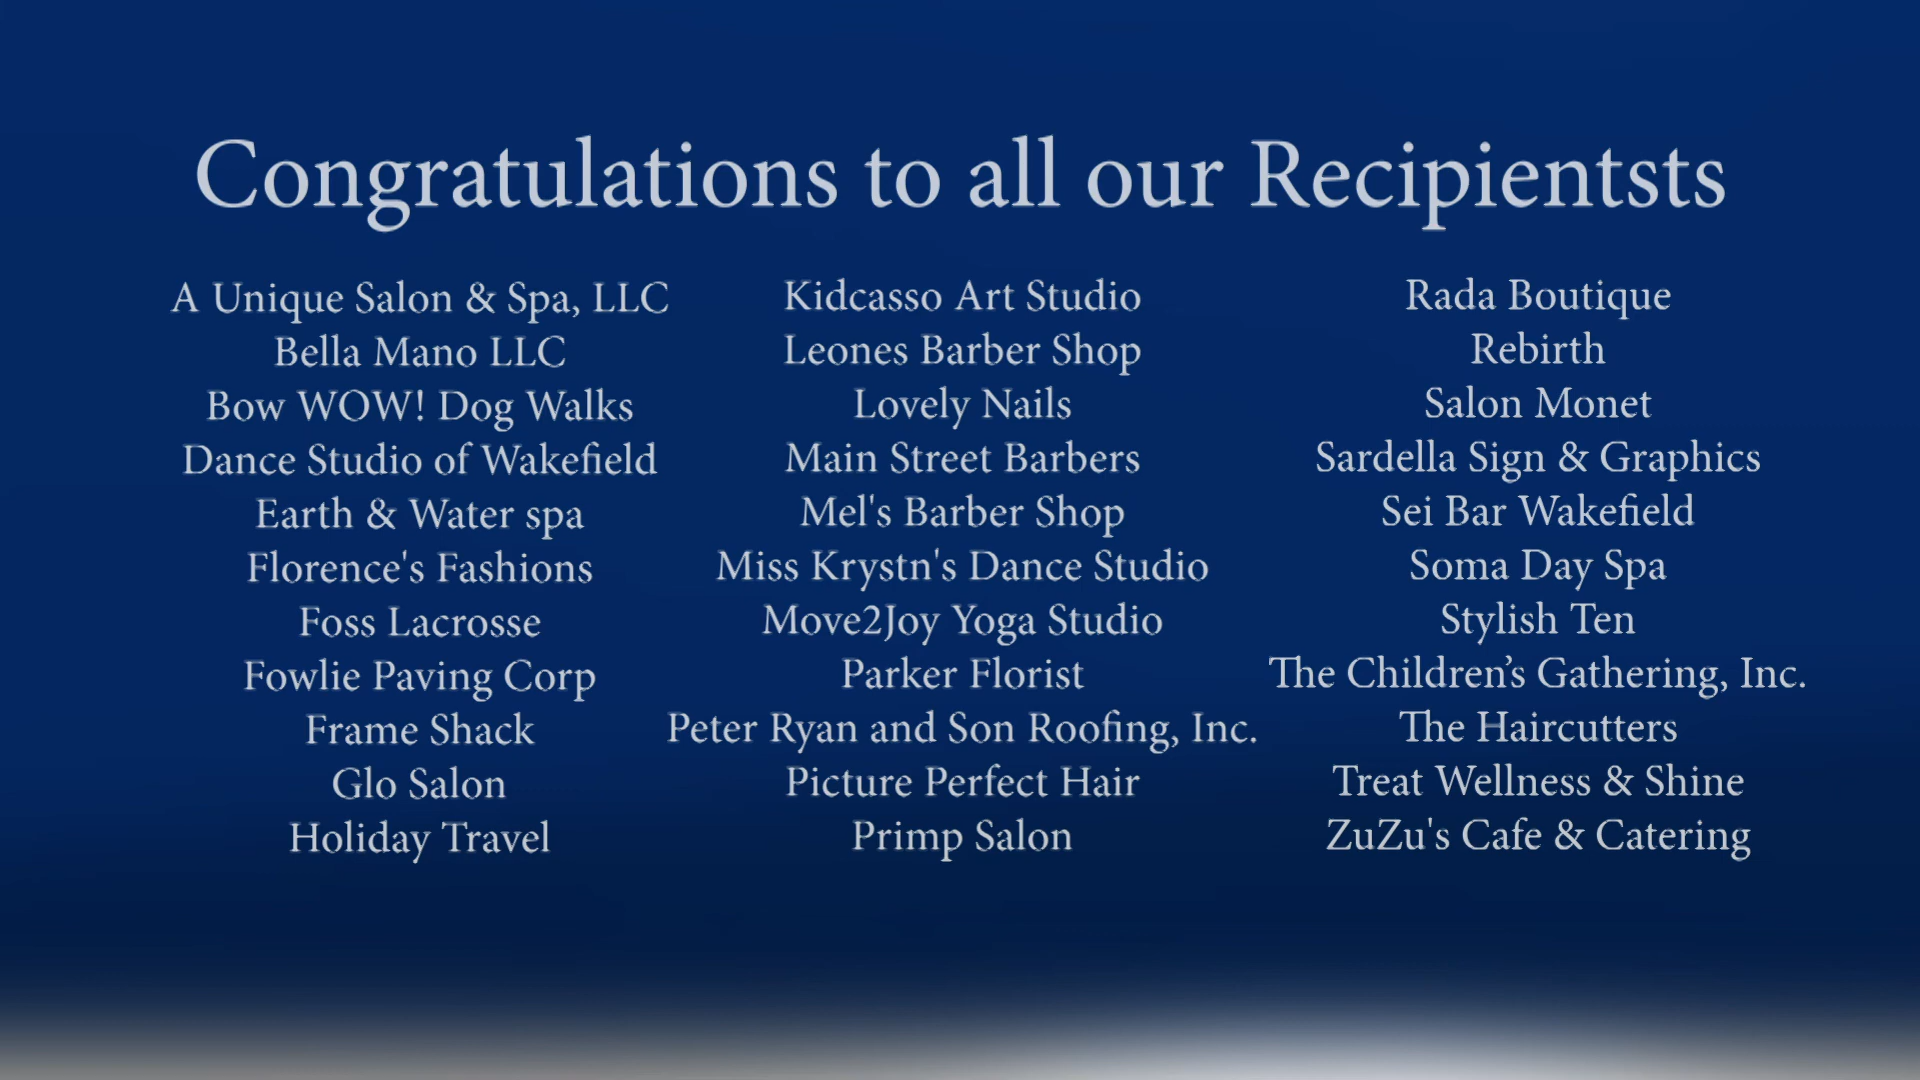 Congratulations to all our Recipientsts
A Unique Salon & Spa, LLC
Bella Mano LLC
Bow WOW! Dog Walks
Dance Studio of Wakefield
Earth & Water spa
Florence's Fashions
Foss Lacrosse
Fowlie Paving Corp
Frame Shack
Glo Salon
Holiday Travel
Kidcasso Art Studio
Leones Barber Shop
Lovely Nails
Main Street Barbers
Mel's Barber Shop
Miss Krystn's Dance Studio
Move2Joy Yoga Studio
Parker Florist
Peter Ryan and Son Roofing, Inc.
Picture Perfect Hair
Primp Salon
Rada Boutique
Rebirth
Salon Monet
Sardella Sign & Graphics
Sei Bar Wakefield
Soma Day Spa
Stylish Ten
The Children’s Gathering, Inc.
The Haircutters
Treat Wellness & Shine
ZuZu's Cafe & Catering